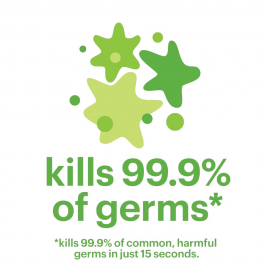 kills 99.9%
of germs*
*kills 99.9% of common, harmful
germs in just 15 seconds.